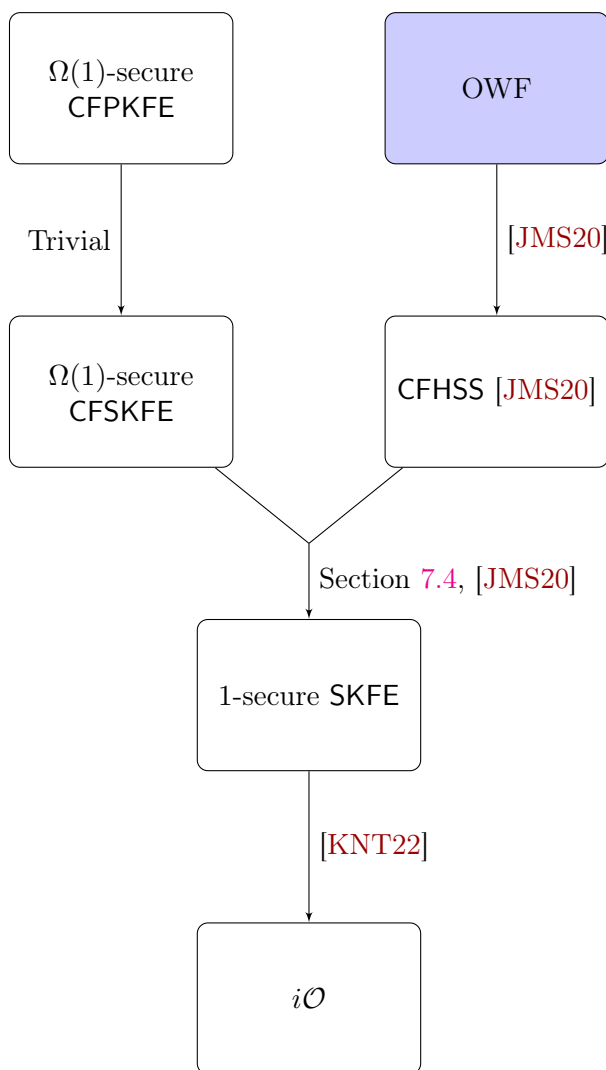 Ω(1)-secure
CFPKFE
OWF
Trivial
[JMS20]
Ω(1)-secure
CFSKFE
CFHSS [JMS20]
Section 7.4, [JMS20]
1-secure SKFE
[KNT22]
i𝒪